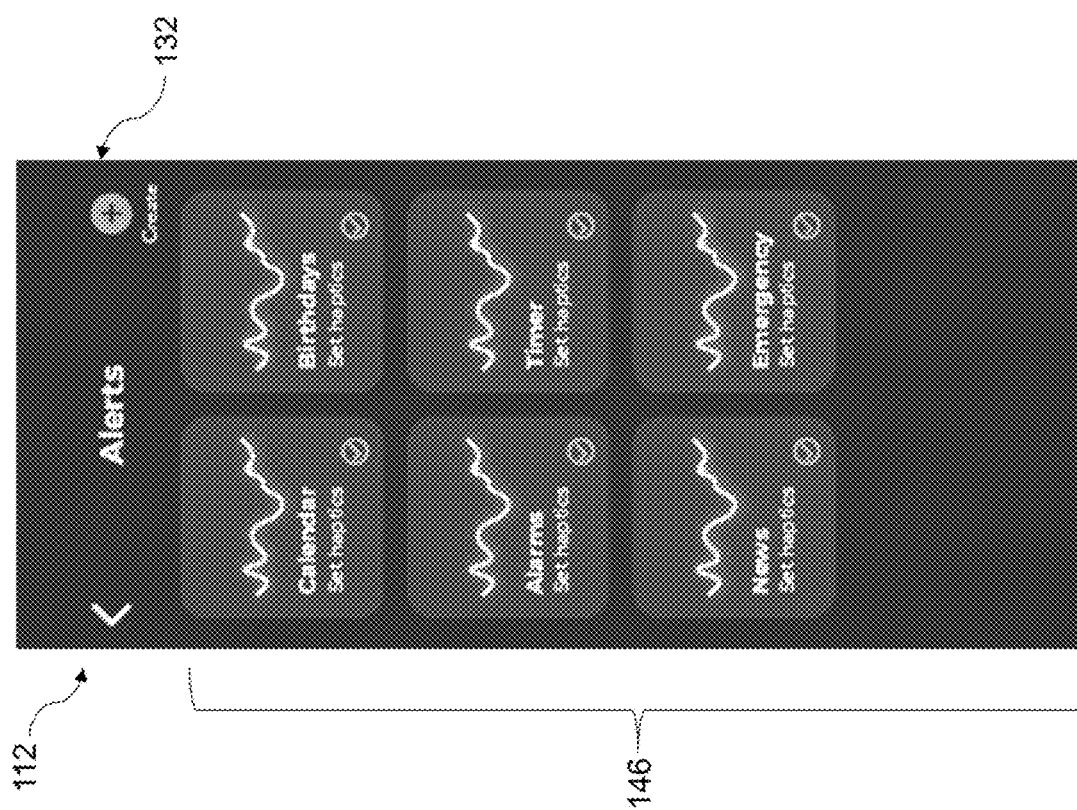 112
132
Alerts
Create
Calendar
Set haptics
Birthdays
Set haptics
Alarms
Set haptics
Timer
Set haptics
News
Set haptics
Emergency
Set haptics
146